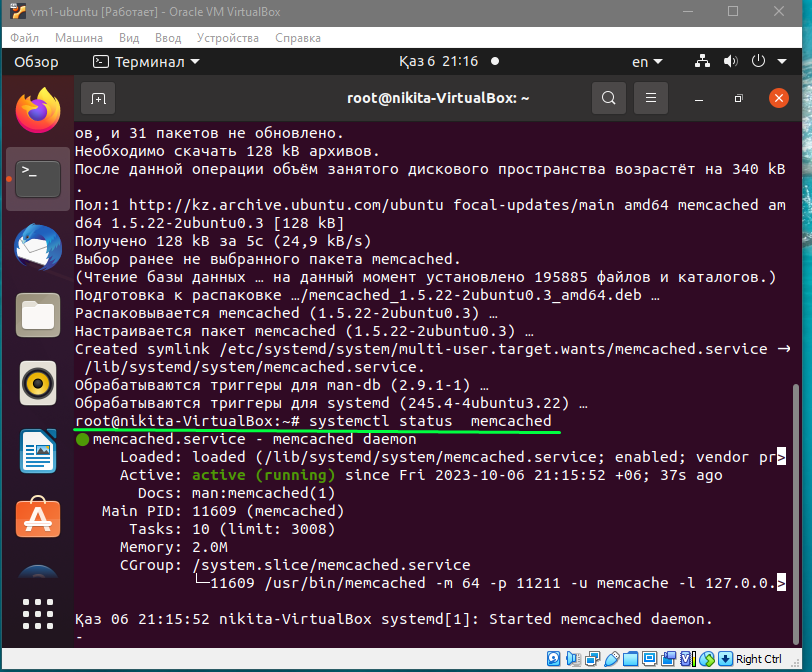 vm1-ubuntu [Работает] - Oracle VM VirtualBox
Файл Машина Вид Ввод Устройства Справка
Обзор Терминал Қаз 6 21:16 en
root@nikita-VirtualBox: ~
ов, и 31 пакетов не обновлено.
Необходимо скачать 128 kB архивов.
После данной операции объём занятого дискового пространства возрастёт на 340 kB
.
Пол:1 http://kz.archive.ubuntu.com/ubuntu focal-updates/main amd64 memcached am
d64 1.5.22-2ubuntu0.3 [128 kB]
Получено 128 kB за 5с (24,9 kB/s)
Выбор ранее не выбранного пакета memcached.
(Чтение базы данных … на данный момент установлено 195885 файлов и каталогов.)
Подготовка к распаковке …/memcached_1.5.22-2ubuntu0.3_amd64.deb …
Распаковывается memcached (1.5.22-2ubuntu0.3) …
Настраивается пакет memcached (1.5.22-2ubuntu0.3) …
Created symlink /etc/systemd/system/multi-user.target.wants/memcached.service →
/lib/systemd/system/memcached.service.
Обрабатываются триггеры для man-db (2.9.1-1) …
Обрабатываются триггеры для systemd (245.4-4ubuntu3.22) …
root@nikita-VirtualBox:~# systemctl status  memcached
● memcached.service - memcached daemon
Loaded: loaded (/lib/systemd/system/memcached.service; enabled; vendor pr>
Active: active (running) since Fri 2023-10-06 21:15:52 +06; 37s ago
Docs: man:memcached(1)
Main PID: 11609 (memcached)
Tasks: 10 (limit: 3008)
Memory: 2.0M
CGroup: /system.slice/memcached.service
└─11609 /usr/bin/memcached -m 64 -p 11211 -u memcache -l 127.0.0.>
Қаз 06 21:15:52 nikita-VirtualBox systemd[1]: Started memcached daemon.
Right Ctrl